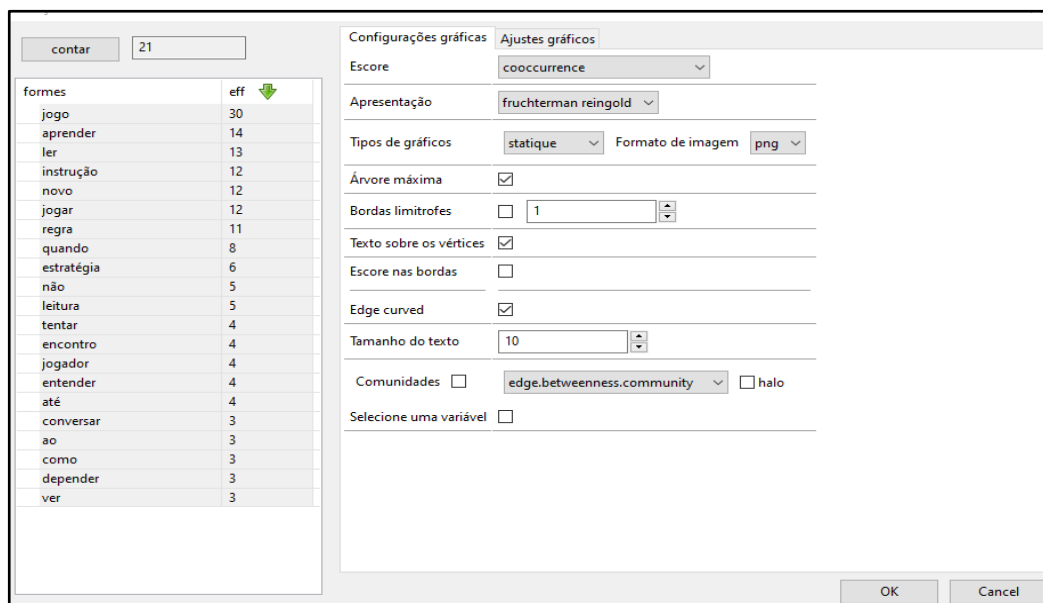 contar 21
formes eff
jogo 30
aprender 14
ler 13
instrução 12
novo 12
jogar 12
regra 11
quando 8
estratégia 6
não 5
leitura 5
tentar 4
encontro 4
jogador 4
entender 4
até 4
conversar 3
ao 3
como 3
depender 3
ver 3
Configurações gráficas Ajustes gráficos
Escore cooccurrence
Apresentação fruchterman reingold
Tipos de gráficos statique Formato de imagem png
Árvore máxima
Bordas limitrofes 1
Texto sobre os vértices
Escore nas bordas
Edge curved
Tamanho do texto 10
Comunidades edge.betweenness.community halo
Selecione uma variável
OK Cancel